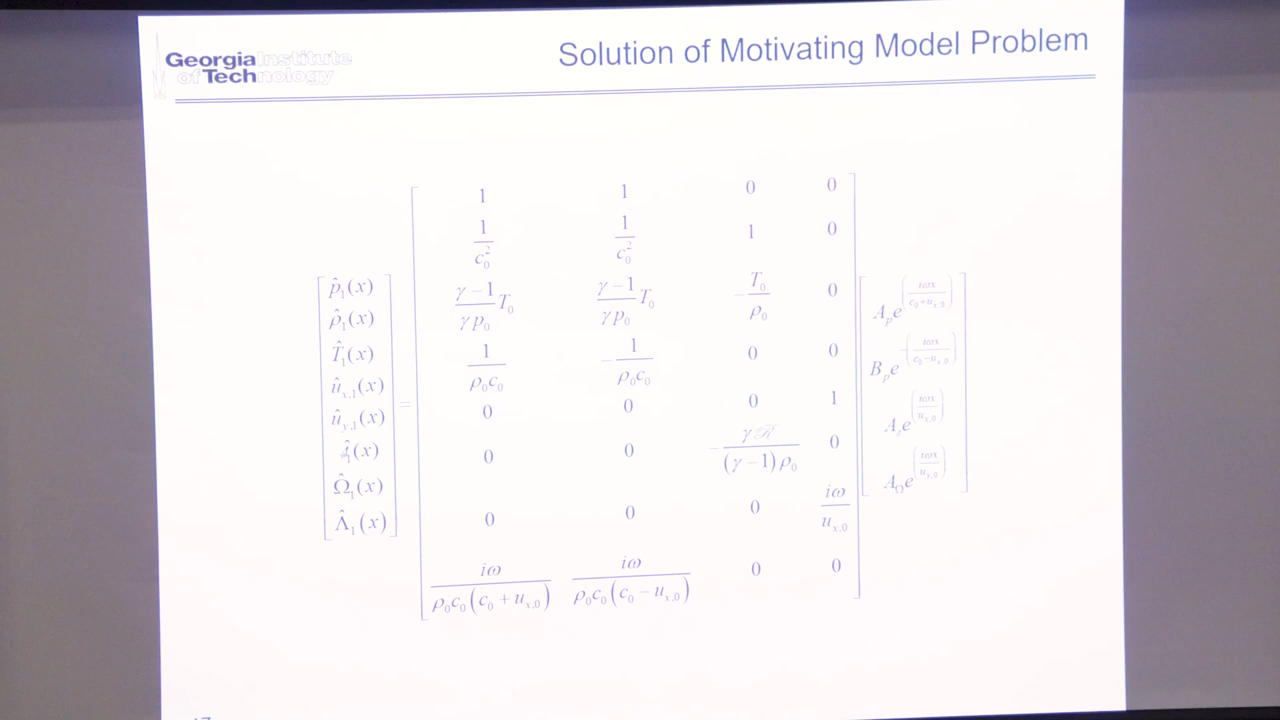 Georgia Institute
of Technology
Solution of Motivating Model Problem
[ p̂₁(x) ; ρ̂₁(x) ; T̂₁(x) ; û_{x,1}(x) ; û_{y,1}(x) ; ŝ₁(x) ; Ω̂₁(x) ; Λ̂₁(x) ] =
1 1 0 0
1/c₀² 1/c₀² 1 0
(γ−1)/(γp₀) T₀ (γ−1)/(γp₀) T₀ −T₀/ρ₀ 0
1/(ρ₀c₀) −1/(ρ₀c₀) 0 0
0 0 0 1
0 0 −γℛ/((γ−1)ρ₀) 0
0 0 0 iω/u_{x,0}
iω/(ρ₀c₀(c₀+u_{x,0})) iω/(ρ₀c₀(c₀−u_{x,0})) 0 0
A_p e^{(iωx/(c₀+u_{x,0}))}
B_p e^{−(iωx/(c₀−u_{x,0}))}
A_s e^{(iωx/u_{x,0})}
A_Ω e^{(iωx/u_{x,0})}